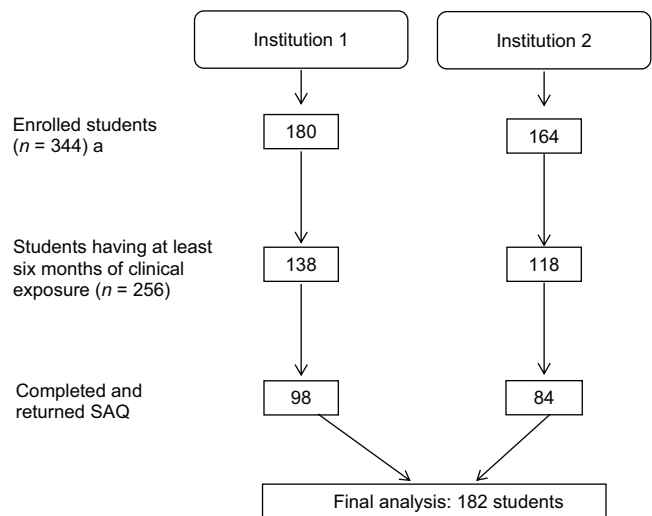 Institution 1
Institution 2
Enrolled students
(n = 344) a
180
164
Students having at least
six months of clinical
exposure (n = 256)
138
118
Completed and
returned SAQ
98
84
Final analysis: 182 students